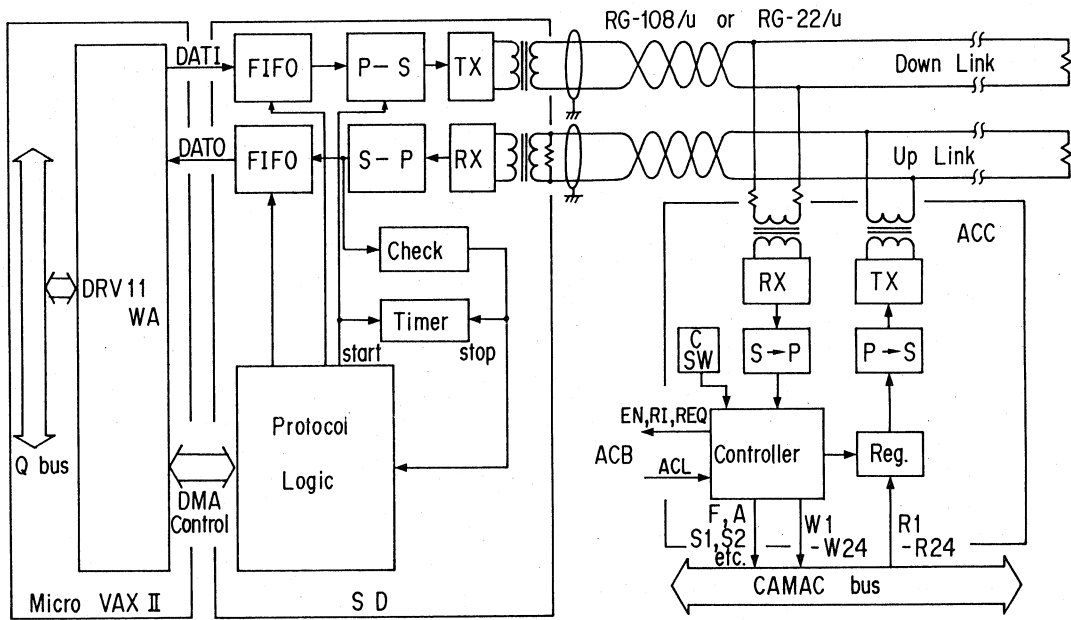 RG-108/u or RG-22/u
DATI
FIFO
P-S
TX
Down Link
DATO
FIFO
S-P
RX
Up Link
ACC
Check
DRV11
WA
Timer
start
stop
RX
TX
C
SW
S→P
P→S
Protocol
Logic
EN,RI,REQ
ACB
ACL
Controller
Reg.
Q bus
DMA
Control
F,A
S1,S2
etc.
W1
-W24
R1
-R24
CAMAC bus
Micro VAX II
SD